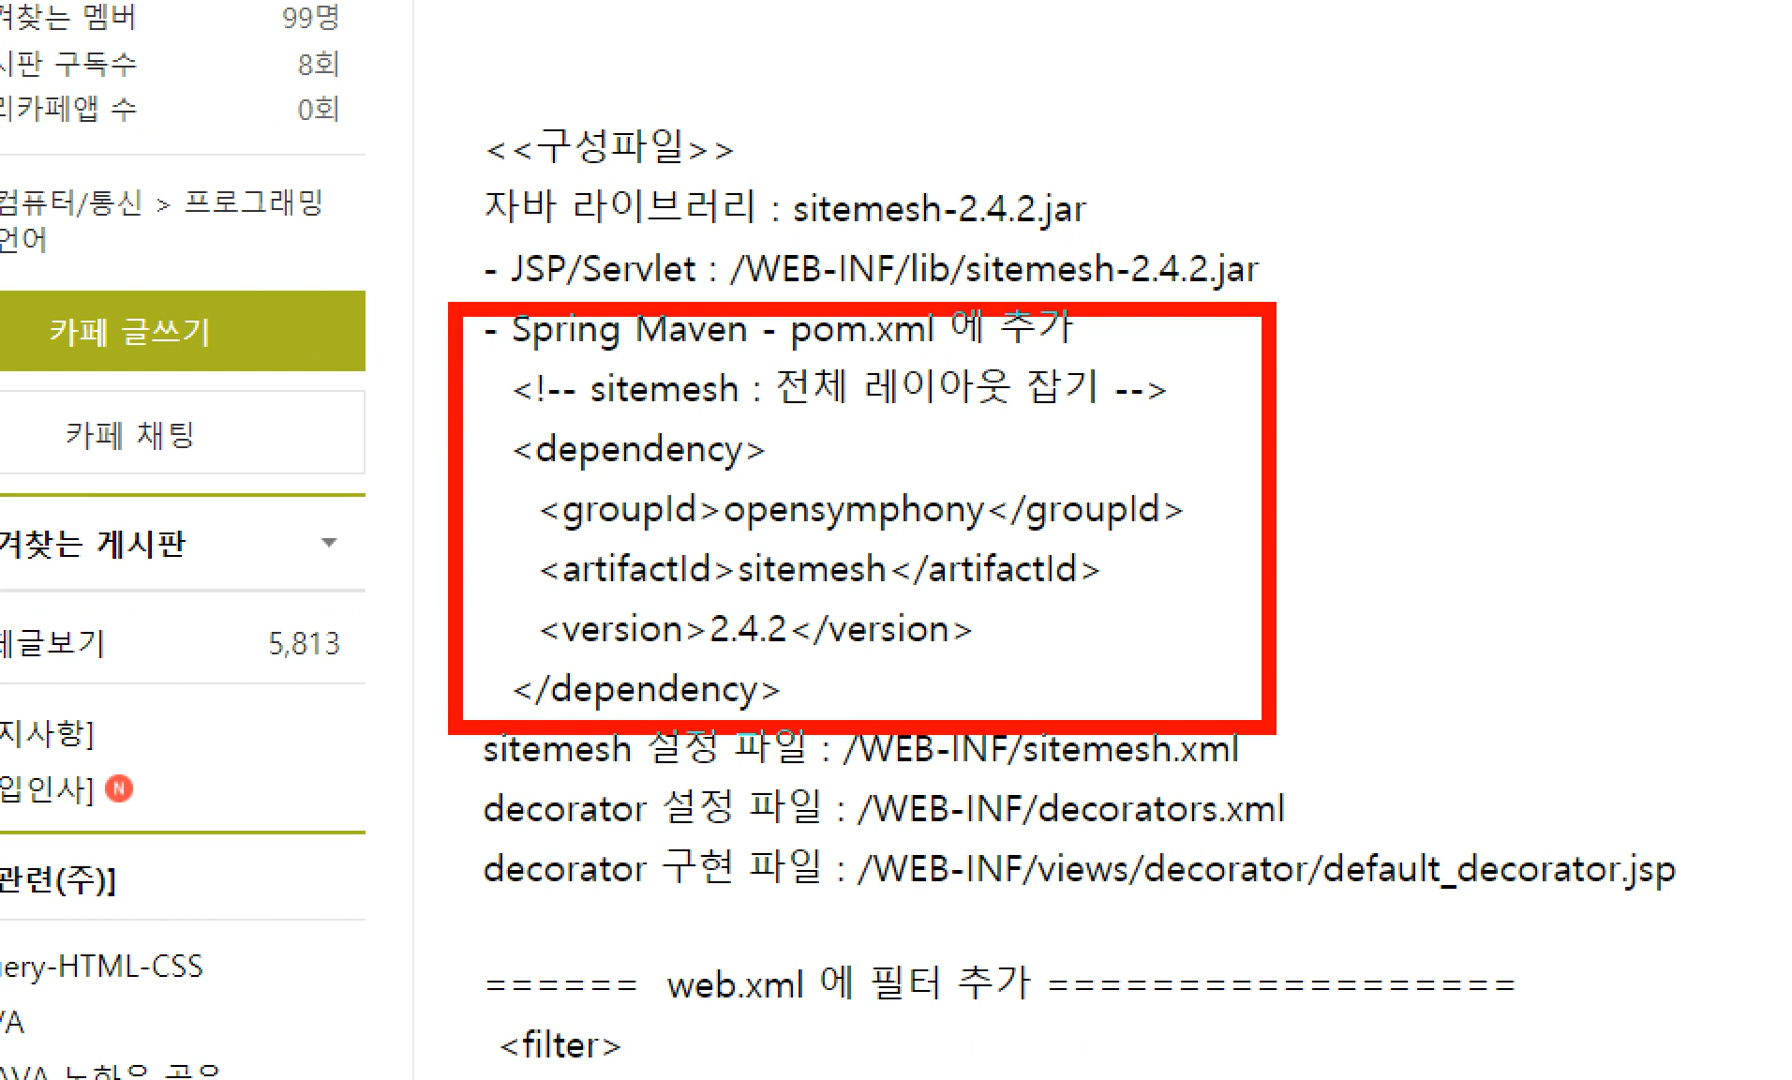 겨찾는 멤버 99명
시판 구독수 8회
리카페앱 수 0회
컴퓨터/통신 > 프로그래밍
언어
카페 글쓰기
카페 채팅
겨찾는 게시판
체글보기 5,813
지사항]
입인사] N
관련(주)]
uery-HTML-CSS
VA
<<구성파일>>
자바 라이브러리 : sitemesh-2.4.2.jar
- JSP/Servlet : /WEB-INF/lib/sitemesh-2.4.2.jar
- Spring Maven - pom.xml 에 추가
<!-- sitemesh : 전체 레이아웃 잡기 -->
<dependency>
<groupId>opensymphony</groupId>
<artifactId>sitemesh</artifactId>
<version>2.4.2</version>
</dependency>
sitemesh 설정 파일 : /WEB-INF/sitemesh.xml
decorator 설정 파일 : /WEB-INF/decorators.xml
decorator 구현 파일 : /WEB-INF/views/decorator/default_decorator.jsp
====== web.xml 에 필터 추가 ==================
<filter>